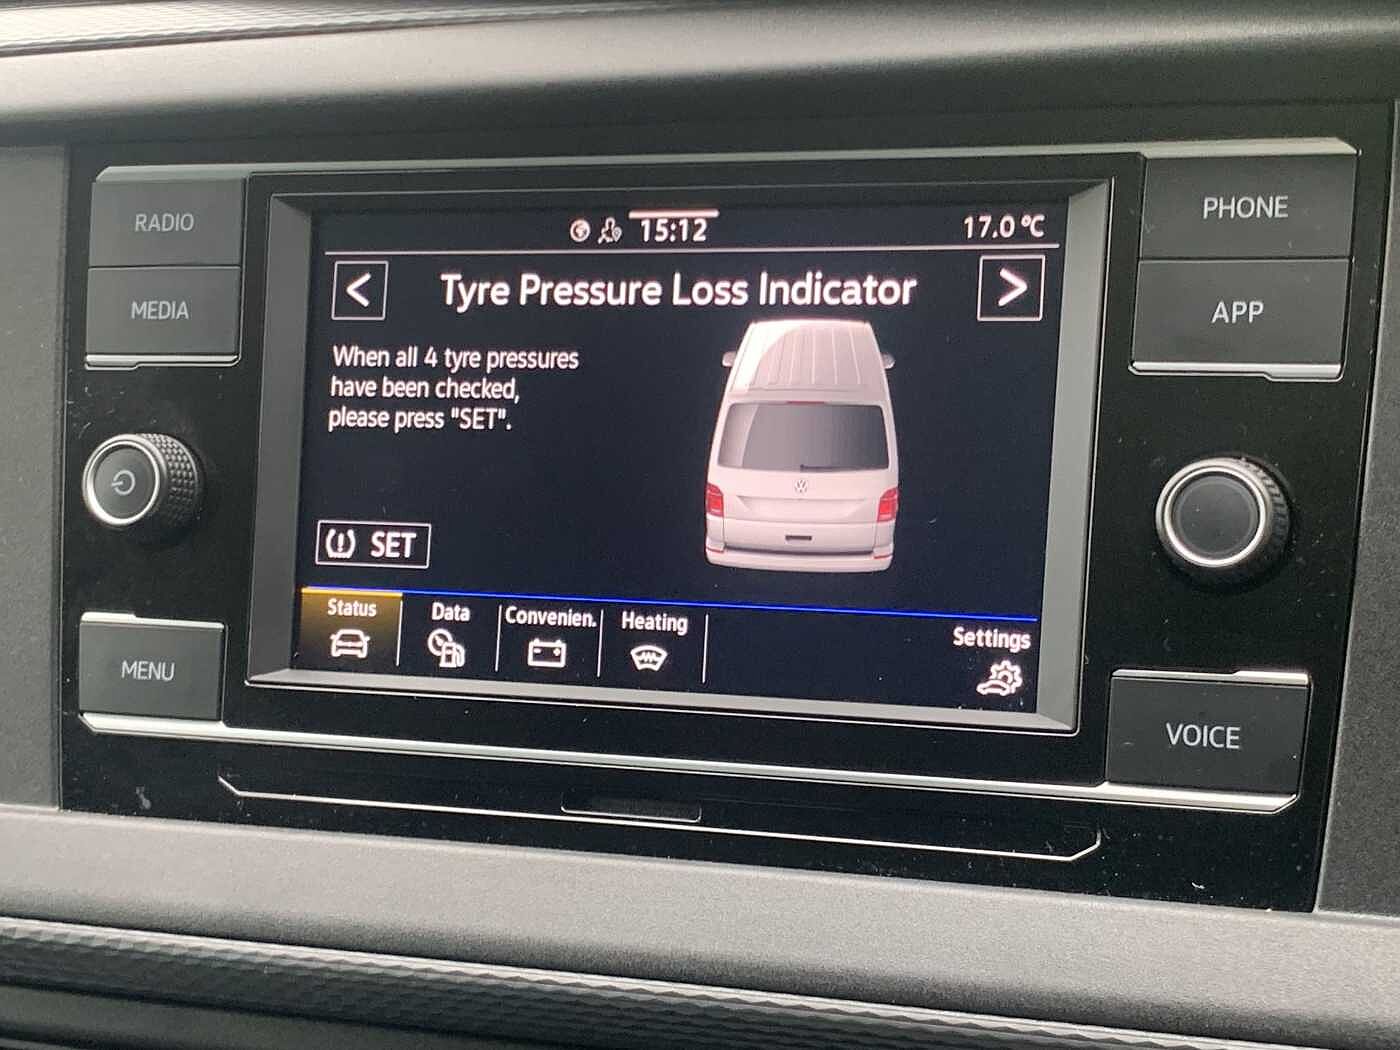 RADIO
MEDIA
MENU
15:12
17.0 °C
< Tyre Pressure Loss Indicator >
When all 4 tyre pressures
have been checked,
please press "SET".
SET
Status
Data
Convenien.
Heating
Settings
PHONE
APP
VOICE